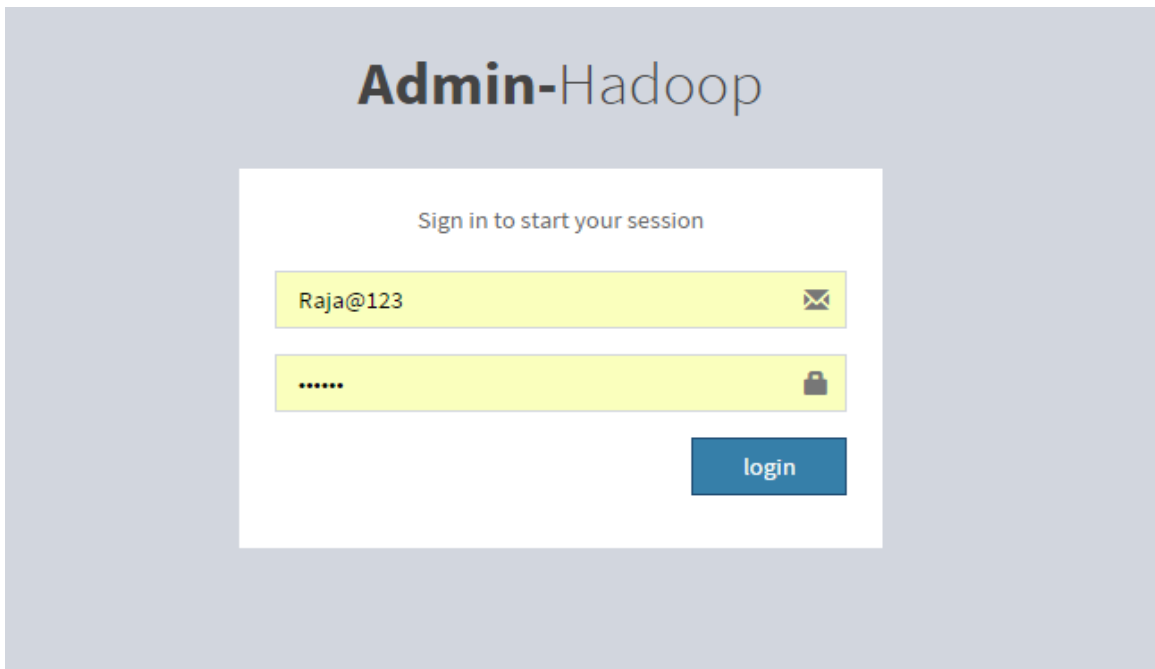 Admin-Hadoop
Sign in to start your session
Raja@123
••••••
login